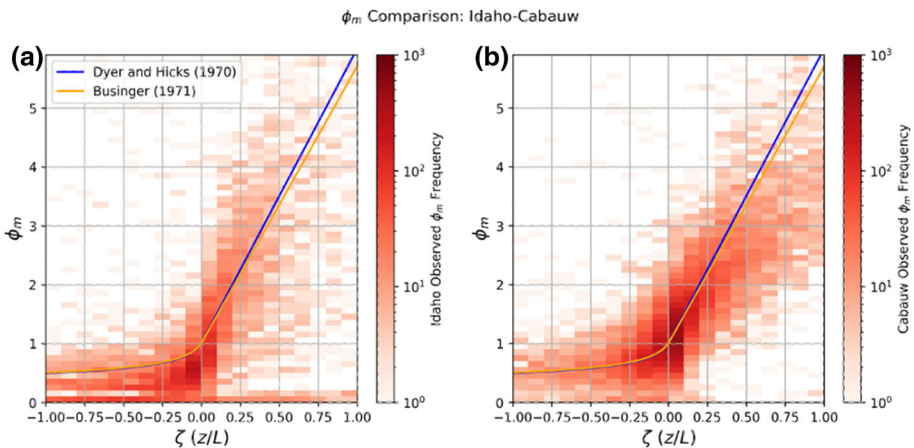 ϕm Comparison: Idaho-Cabauw
(a)
Dyer and Hicks (1970)
Businger (1971)
5
4
3
2
1
0
ϕm
−1.00 −0.75 −0.50 −0.25 0.00 0.25 0.50 0.75 1.00
ζ (z/L)
10³
10²
10¹
10⁰
Idaho Observed ϕm Frequency
(b)
5
4
3
2
1
0
ϕm
−1.00 −0.75 −0.50 −0.25 0.00 0.25 0.50 0.75 1.00
ζ (z/L)
10³
10²
10¹
10⁰
Cabauw Observed ϕm Frequency